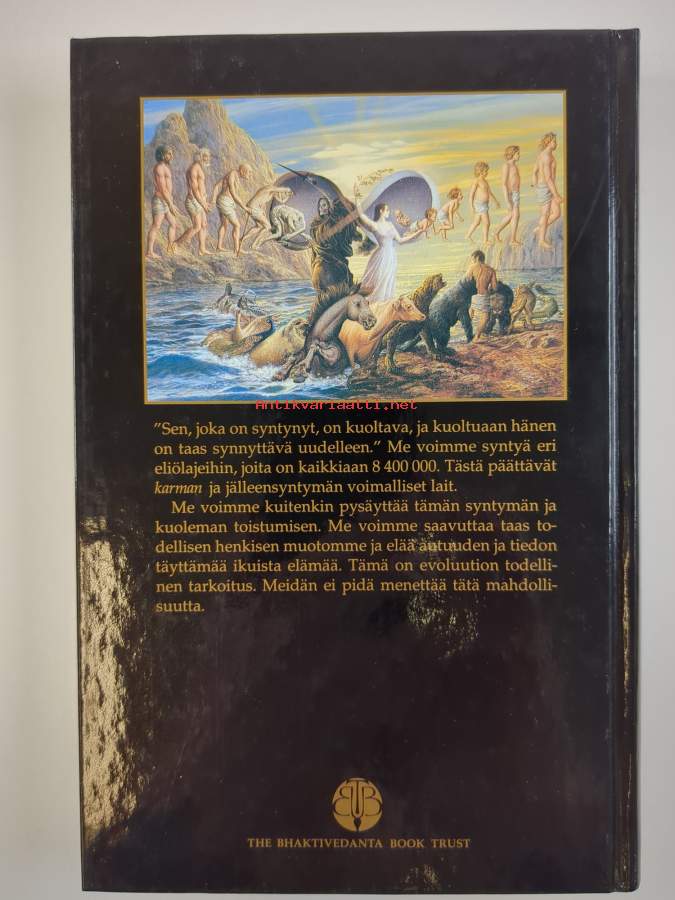 Antikvariaatti.net
"Sen, joka on syntynyt, on kuoltava, ja kuoltuaan hänen
on taas synnyttävä uudelleen." Me voimme syntyä eri
eliölajeihin, joita on kaikkiaan 8 400 000. Tästä päättävät
karman ja jälleensyntymän voimalliset lait.
Me voimme kuitenkin pysäyttää tämän syntymän ja
kuoleman toistumisen. Me voimme saavuttaa taas to-
dellisen henkisen muotomme ja elää autuuden ja tiedon
täyttämää ikuista elämää. Tämä on evoluution todelli-
nen tarkoitus. Meidän ei pidä menettää tätä mahdolli-
suutta.
BTB
THE BHAKTIVEDANTA BOOK TRUST